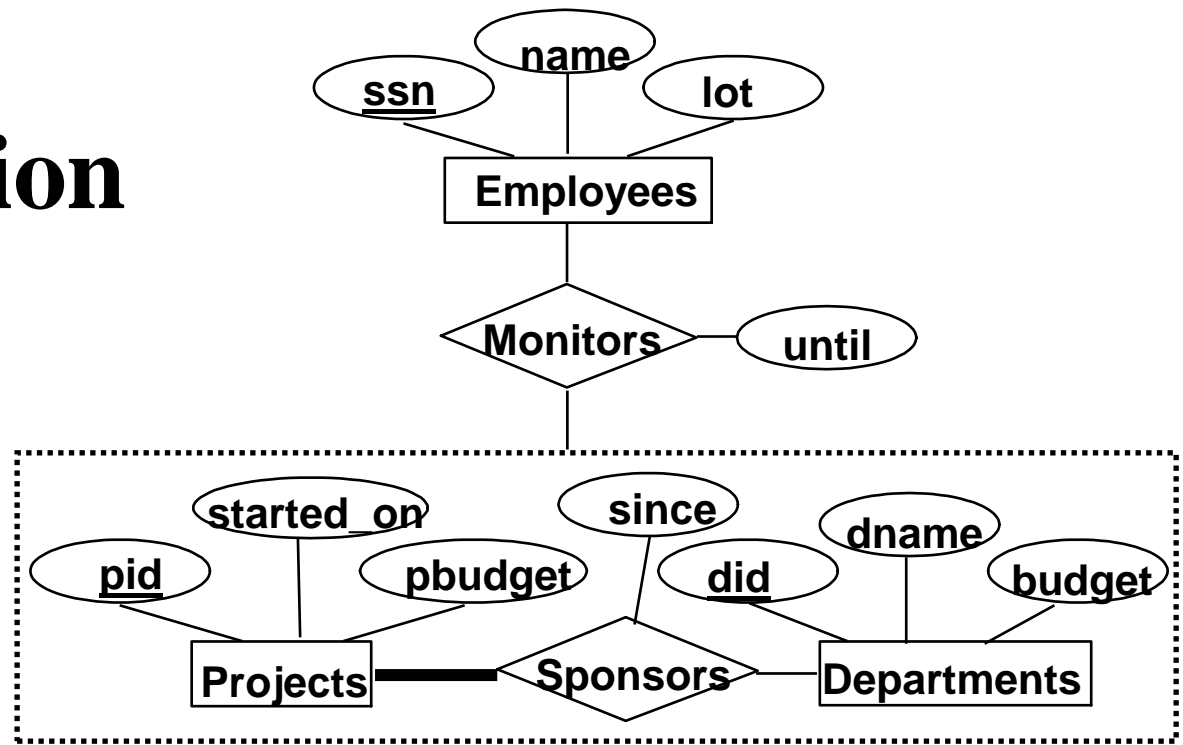 ion
name
ssn
lot
Employees
Monitors
until
started_on
since
dname
pid
pbudget
did
budget
Projects
Sponsors
Departments